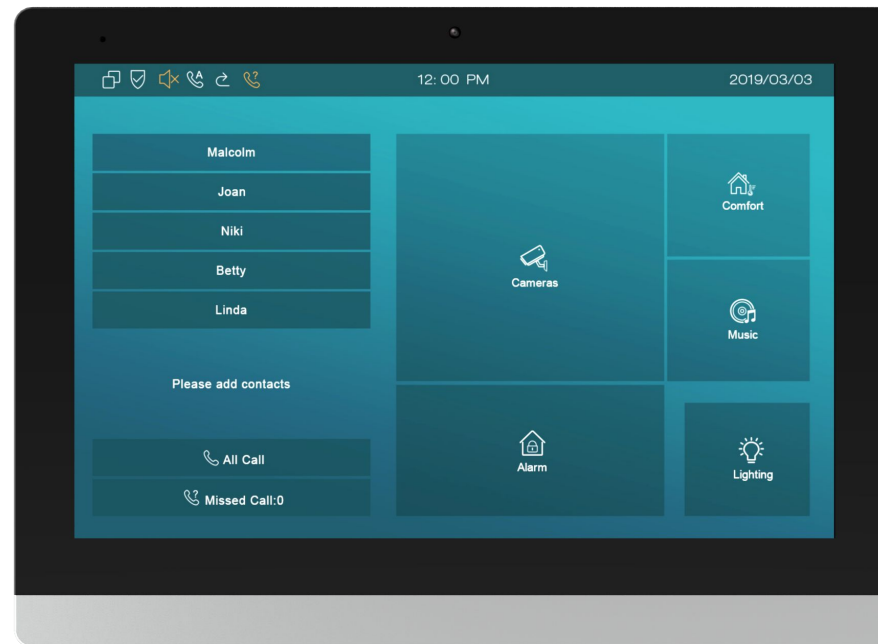 12:00 PM
2019/03/03
Malcolm
Joan
Niki
Betty
Linda
Please add contacts
All Call
Missed Call:0
Cameras
Alarm
Comfort
Music
Lighting